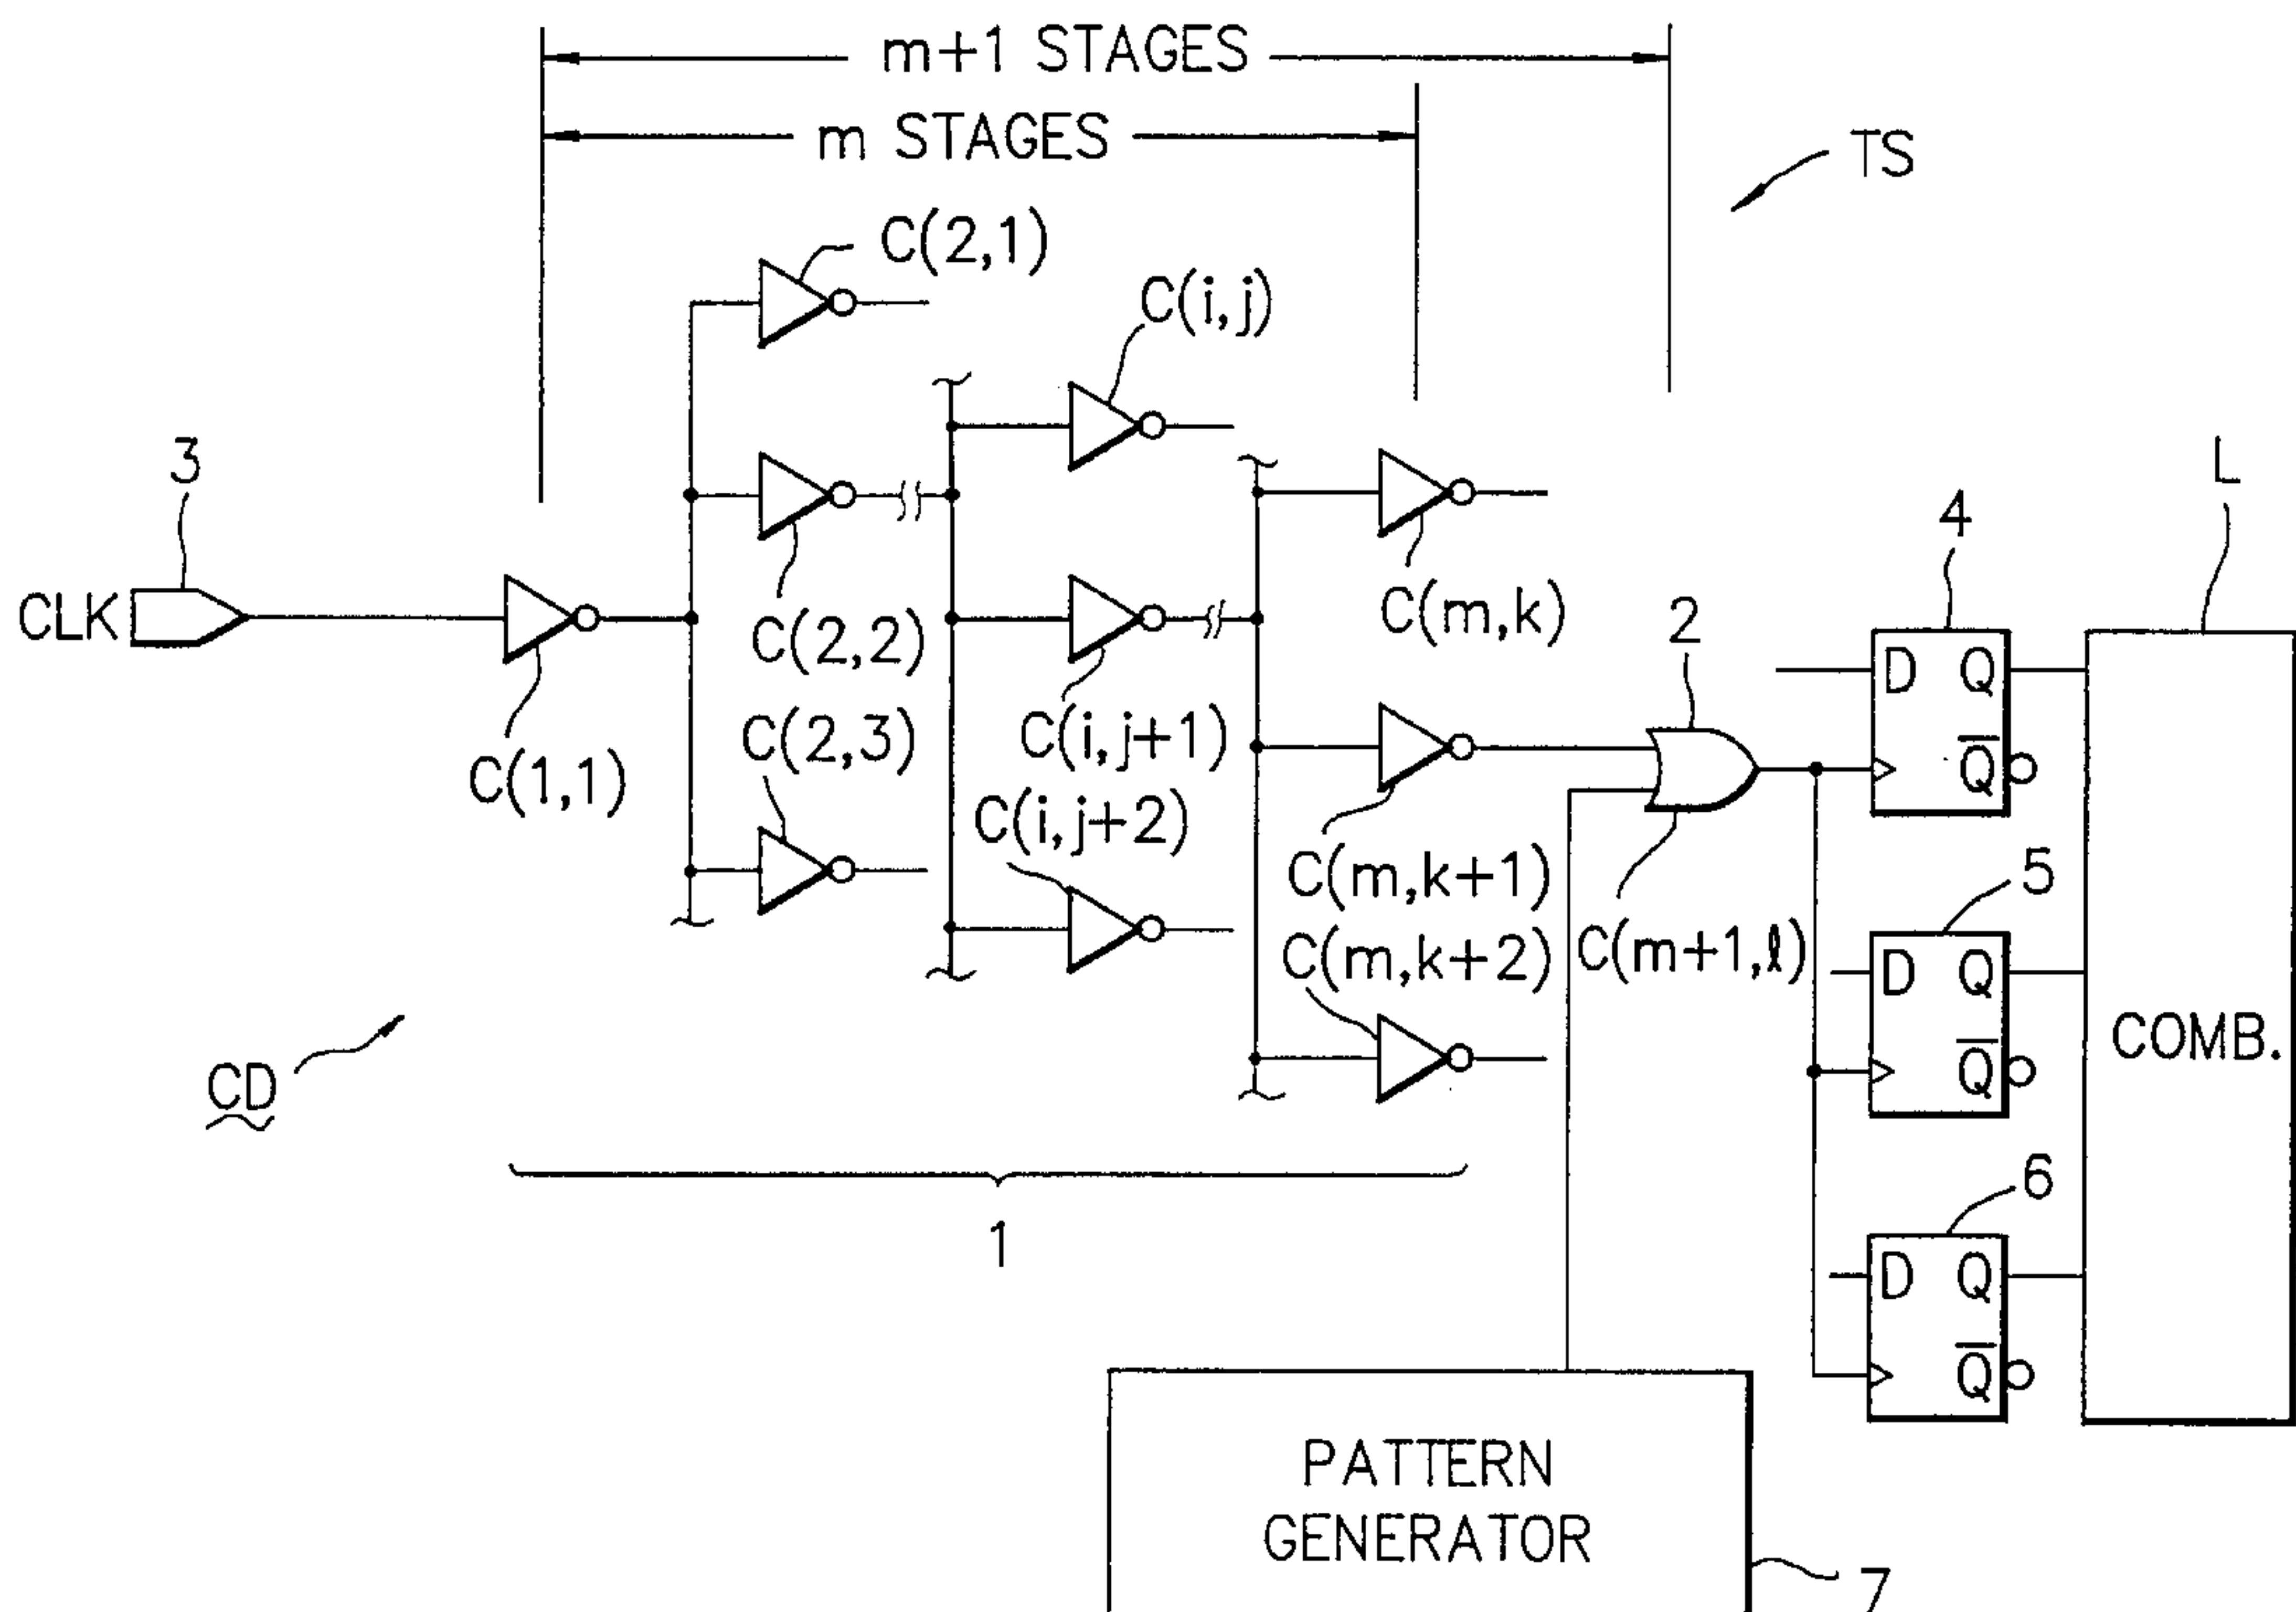 m+1 STAGES
m STAGES
TS
C(2,1)
C(i,j)
3
L
4
CLK
C(2,2)
C(m,k)
2
D Q
Q̅
C(2,3)
C(i,j+1)
C(1,1)
C(i,j+2)
C(m,k+1)
5
C(m,k+2)
C(m+1,ℓ)
D Q
Q̅
COMB.
CD
6
1
D Q
Q̅
PATTERN
GENERATOR
7